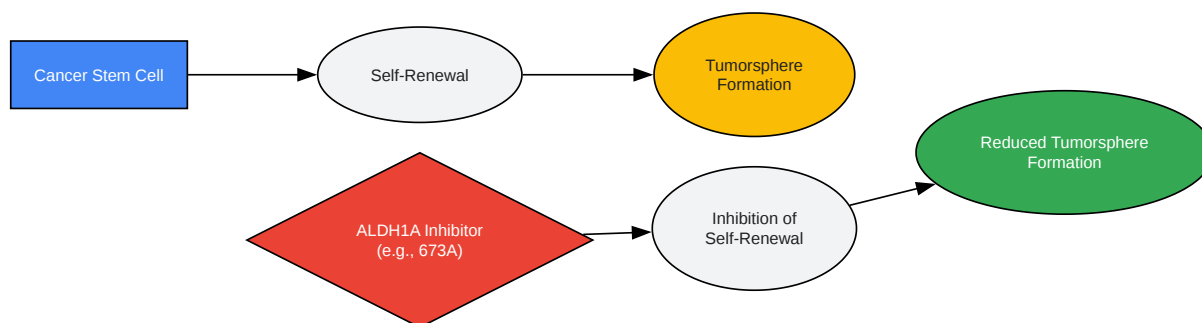 Cancer Stem Cell
Self-Renewal
Tumorsphere
Formation
Reduced Tumorsphere
Formation
ALDH1A Inhibitor
(e.g., 673A)
Inhibition of
Self-Renewal